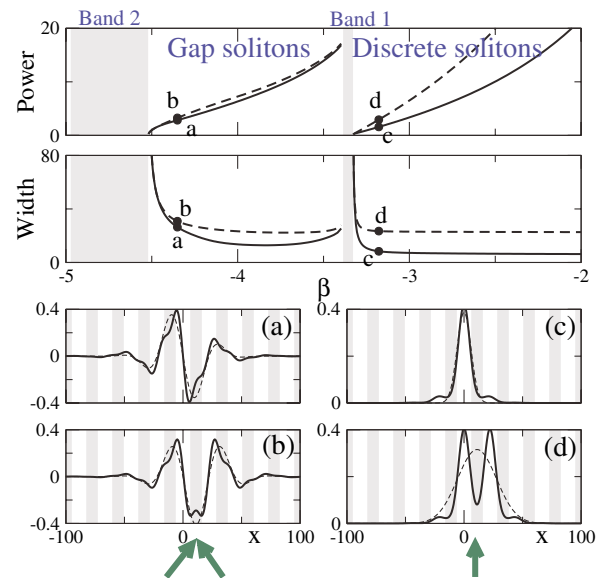 Band 2
Band 1
20
Gap solitons
Discrete solitons
Power
10
b
a
d
c
0
80
Width
40
b
a
d
c
0
-5
-4
β
-3
-2
0.4
(a)
0
-0.4
0.4
(c)
0
0.4
(b)
0
-0.4
-100
0
x
100
0.4
(d)
0
-100
0
x
100